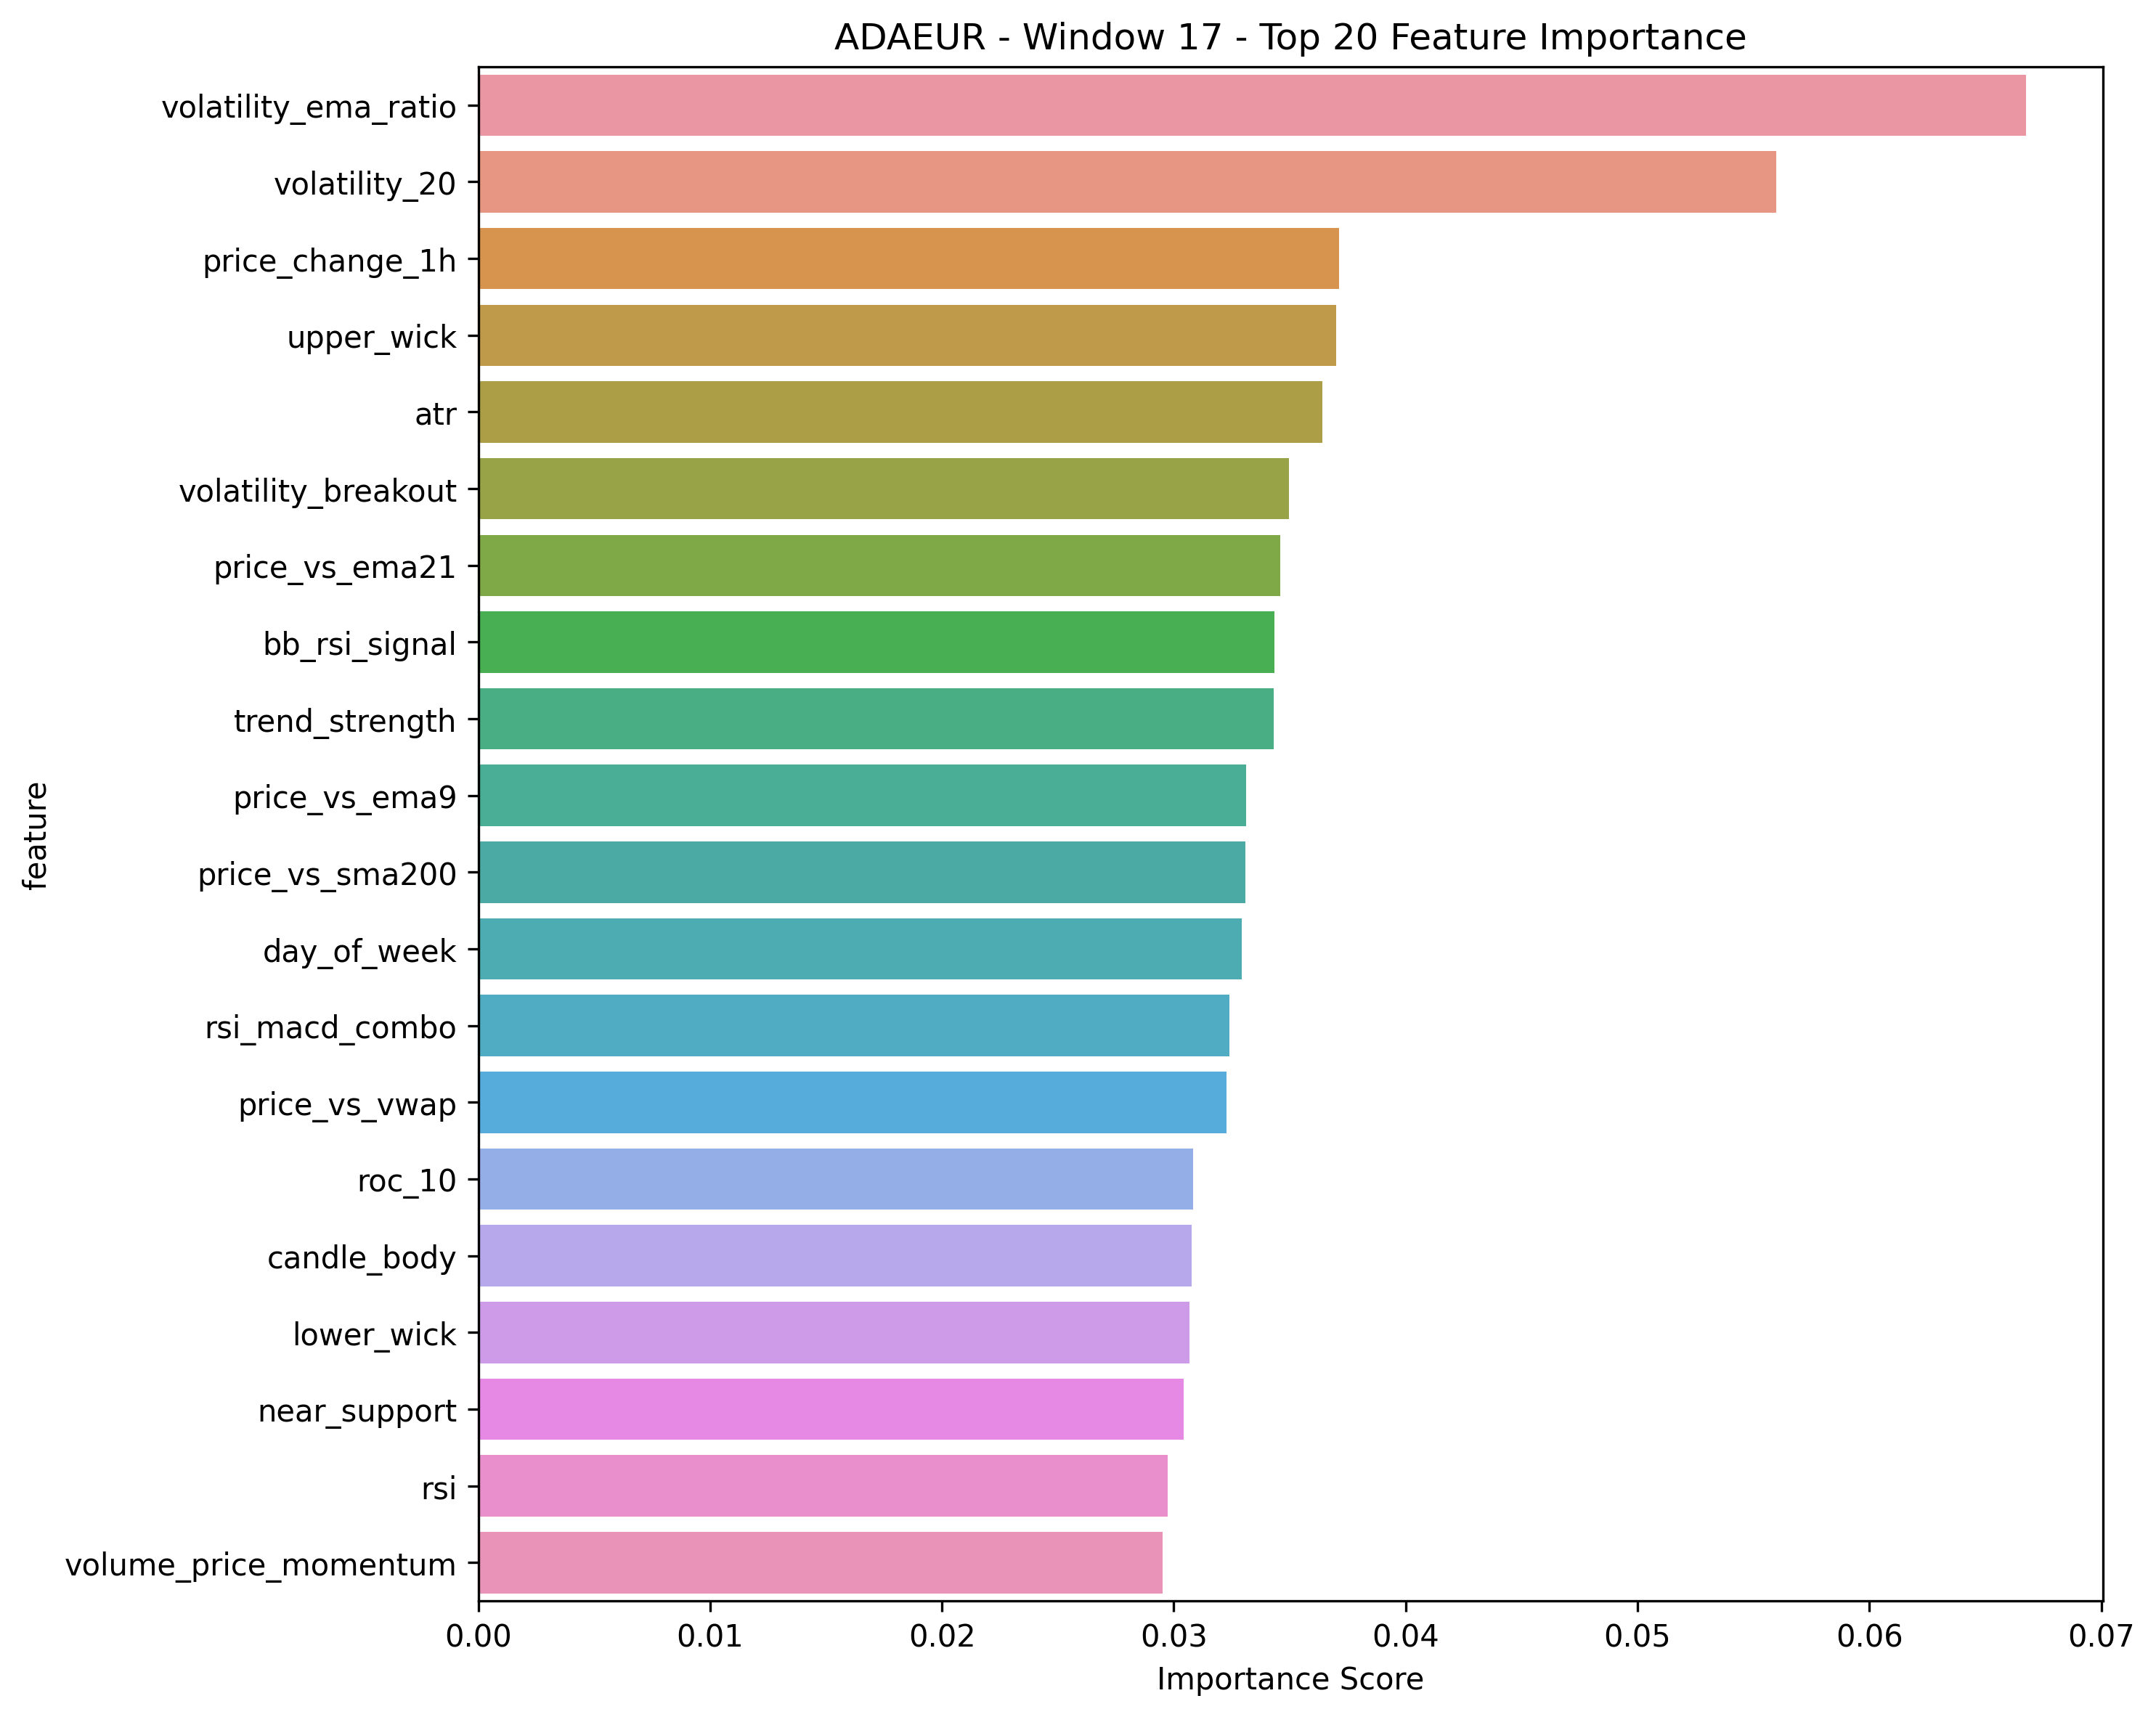 ADAEUR - Window 17 - Top 20 Feature Importance
volatility_ema_ratio
volatility_20
price_change_1h
upper_wick
atr
volatility_breakout
price_vs_ema21
bb_rsi_signal
trend_strength
price_vs_ema9
price_vs_sma200
day_of_week
rsi_macd_combo
price_vs_vwap
roc_10
candle_body
lower_wick
near_support
rsi
volume_price_momentum
feature
0.00 0.01 0.02 0.03 0.04 0.05 0.06 0.07
Importance Score